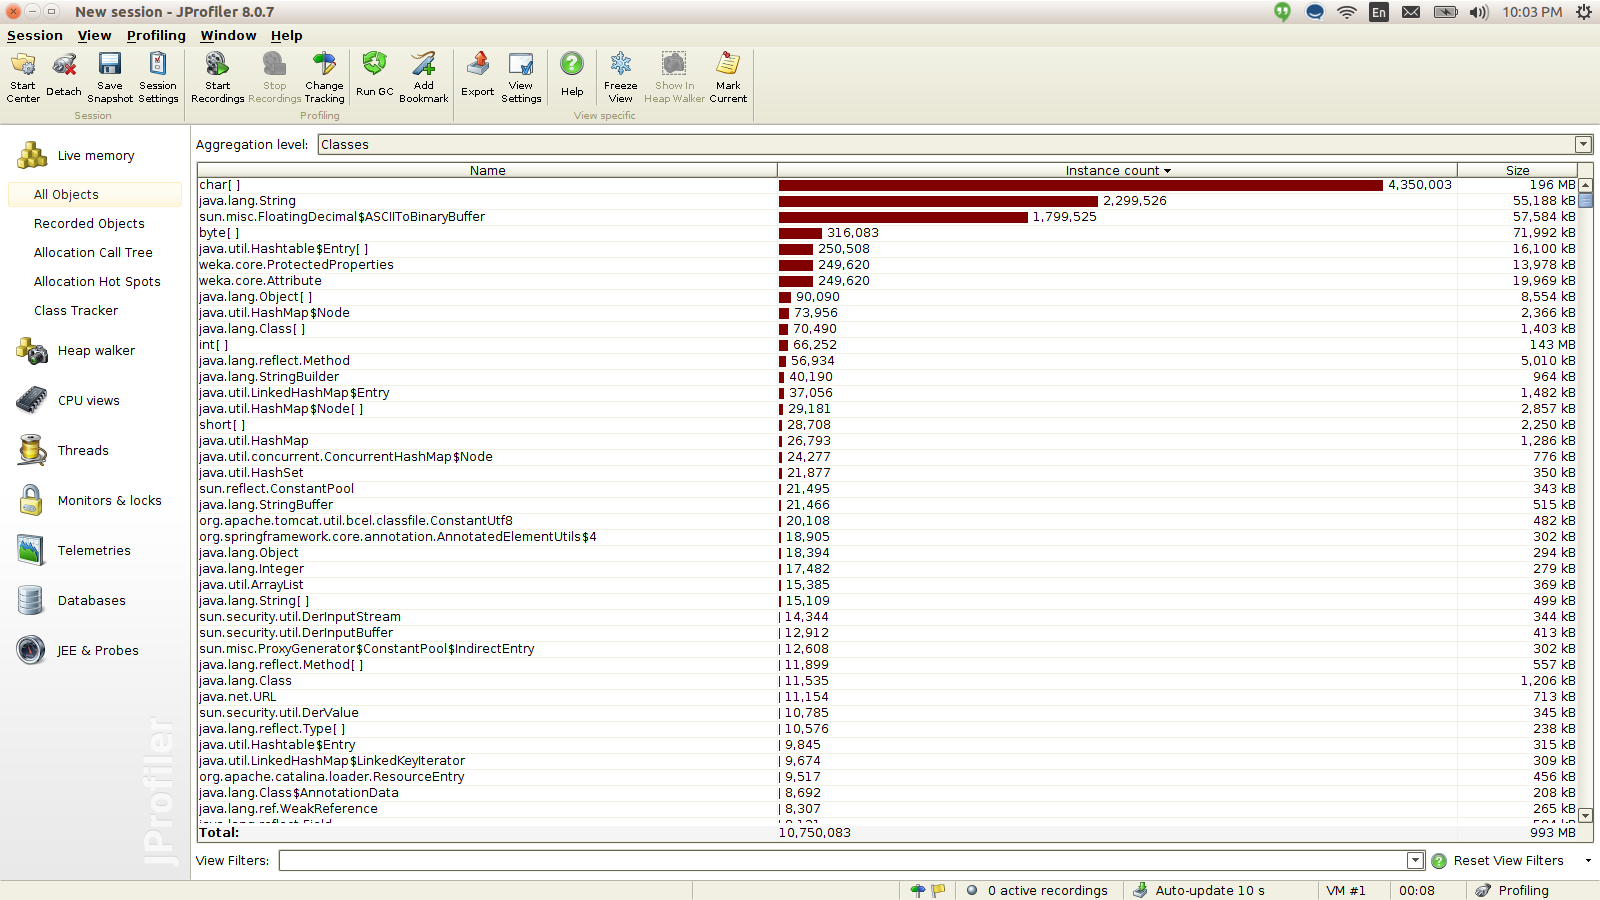 New session - JProfiler 8.0.7
En
10:03 PM
Session View Profiling Window Help
Start Center
Detach
Save Snapshot
Session Settings
Start Recordings
Stop Recordings
Change Tracking
Run GC
Add Bookmark
Export
View Settings
Help
Freeze View
Show In Heap Walker
Mark Current
Session
Profiling
View specific
Live memory
All Objects
Recorded Objects
Allocation Call Tree
Allocation Hot Spots
Class Tracker
Heap walker
CPU views
Threads
Monitors & locks
Telemetries
Databases
JEE & Probes
JProfiler
Aggregation level: Classes
Name Instance count Size
char[ ] 4,350,003 196 MB
java.lang.String 2,299,526 55,188 kB
sun.misc.FloatingDecimal$ASCIIToBinaryBuffer 1,799,525 57,584 kB
byte[ ] 316,083 71,992 kB
java.util.Hashtable$Entry[ ] 250,508 16,100 kB
weka.core.ProtectedProperties 249,620 13,978 kB
weka.core.Attribute 249,620 19,969 kB
java.lang.Object[ ] 90,090 8,554 kB
java.util.HashMap$Node 73,956 2,366 kB
java.lang.Class[ ] 70,490 1,403 kB
int[ ] 66,252 143 MB
java.lang.reflect.Method 56,934 5,010 kB
java.lang.StringBuilder 40,190 964 kB
java.util.LinkedHashMap$Entry 37,056 1,482 kB
java.util.HashMap$Node[ ] 29,181 2,857 kB
short[ ] 28,708 2,250 kB
java.util.HashMap 26,793 1,286 kB
java.util.concurrent.ConcurrentHashMap$Node 24,277 776 kB
java.util.HashSet 21,877 350 kB
sun.reflect.ConstantPool 21,495 343 kB
java.lang.StringBuffer 21,466 515 kB
org.apache.tomcat.util.bcel.classfile.ConstantUtf8 20,108 482 kB
org.springframework.core.annotation.AnnotatedElementUtils$4 18,905 302 kB
java.lang.Object 18,394 294 kB
java.lang.Integer 17,482 279 kB
java.util.ArrayList 15,385 369 kB
java.lang.String[ ] 15,109 499 kB
sun.security.util.DerInputStream 14,344 344 kB
sun.security.util.DerInputBuffer 12,912 413 kB
sun.misc.ProxyGenerator$ConstantPool$IndirectEntry 12,608 302 kB
java.lang.reflect.Method[ ] 11,899 557 kB
java.lang.Class 11,535 1,206 kB
java.net.URL 11,154 713 kB
sun.security.util.DerValue 10,785 345 kB
java.lang.reflect.Type[ ] 10,576 238 kB
java.util.Hashtable$Entry 9,845 315 kB
java.util.LinkedHashMap$LinkedKeyIterator 9,674 309 kB
org.apache.catalina.loader.ResourceEntry 9,517 456 kB
java.lang.Class$AnnotationData 8,692 208 kB
java.lang.ref.WeakReference 8,307 265 kB
java.lang.reflect.Field
Total: 10,750,083 993 MB
View Filters: Reset View Filters
0 active recordings Auto-update 10 s VM #1 00:08 Profiling